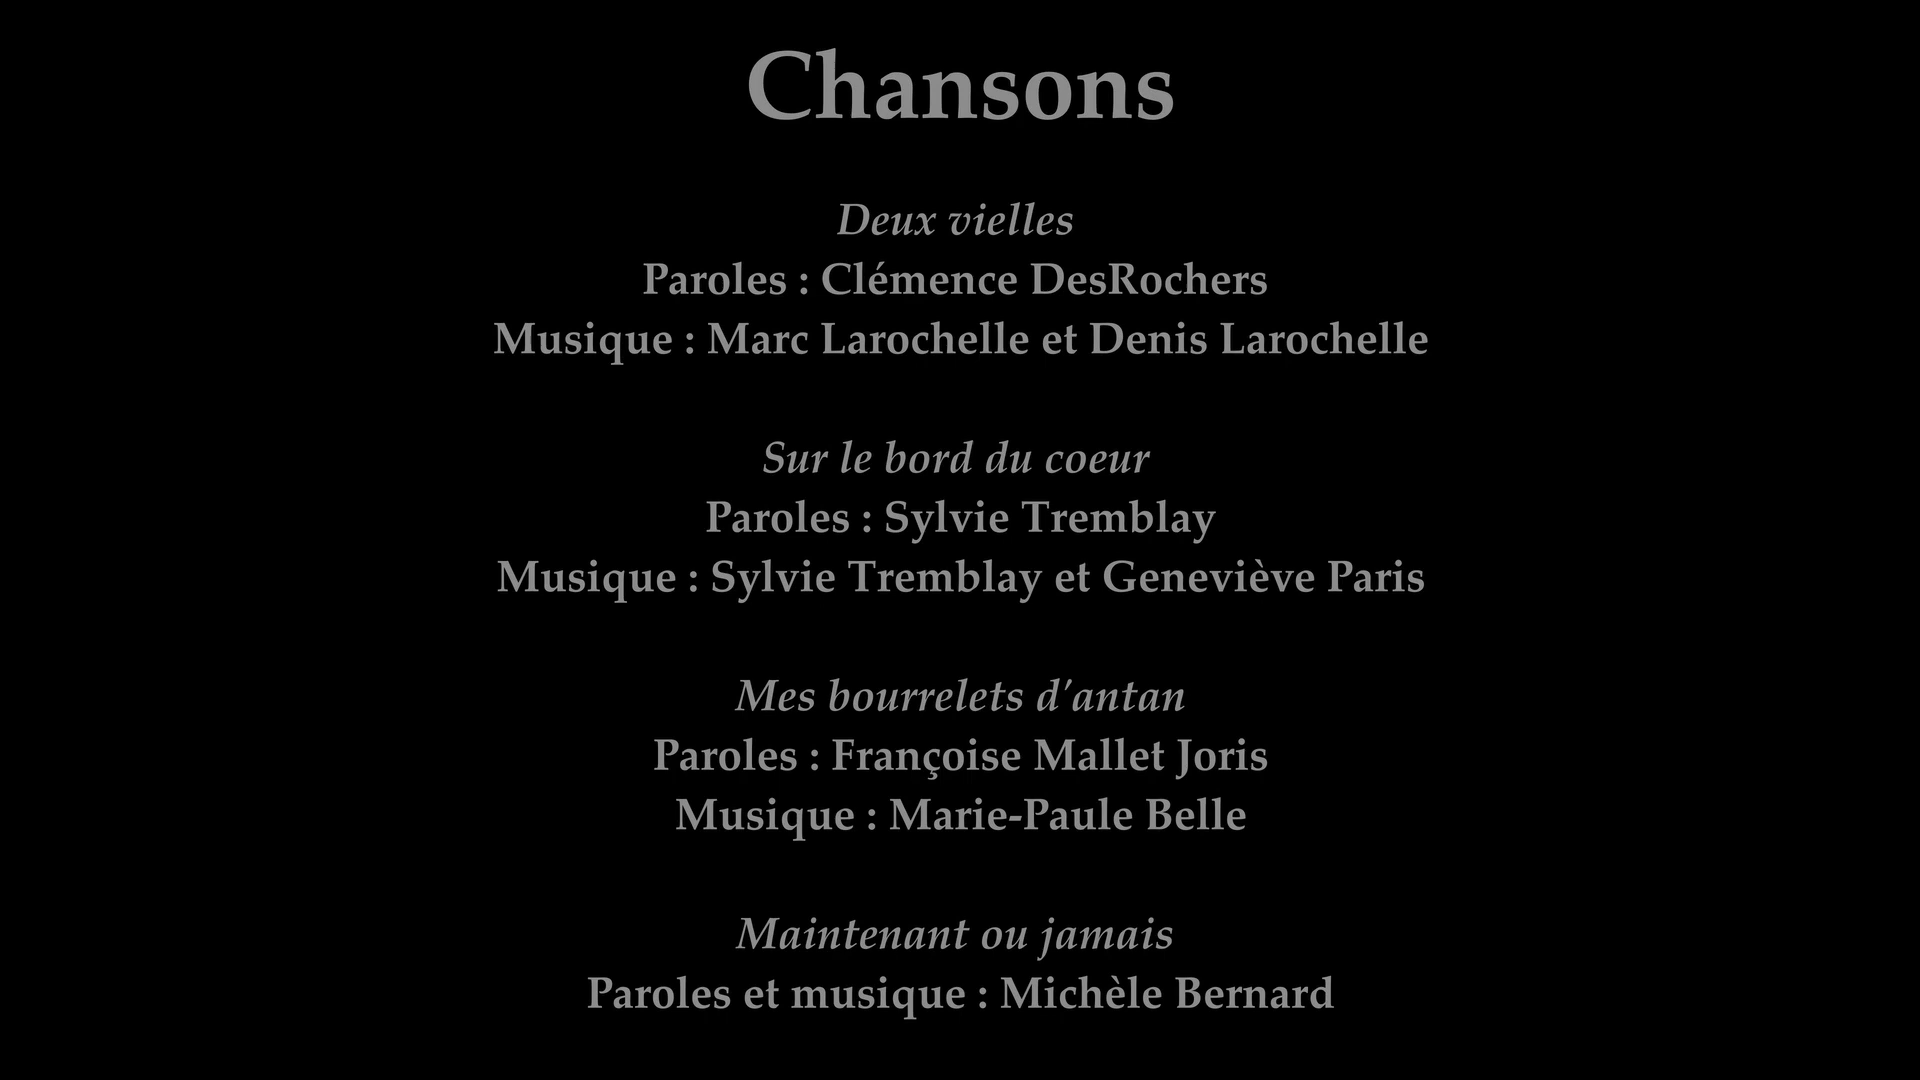 Chansons
Deux vielles
Paroles : Clémence DesRochers
Musique : Marc Larochelle et Denis Larochelle
Sur le bord du coeur
Paroles : Sylvie Tremblay
Musique : Sylvie Tremblay et Geneviève Paris
Mes bourrelets d'antan
Paroles : Françoise Mallet Joris
Musique : Marie-Paule Belle
Maintenant ou jamais
Paroles et musique : Michèle Bernard